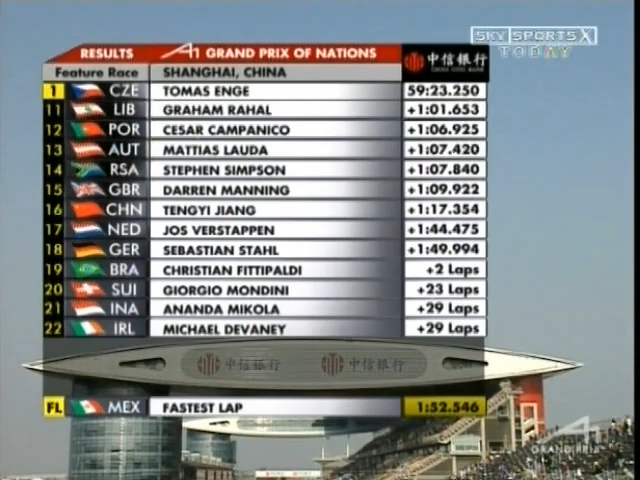 SKY SPORTS X
TODAY
RESULTS A1 GRAND PRIX OF NATIONS 中信银行
CHINA CITIC BANK
Feature Race SHANGHAI, CHINA
1 CZE TOMAS ENGE 59:23.250
11 LIB GRAHAM RAHAL +1:01.653
12 POR CESAR CAMPANICO +1:06.925
13 AUT MATTIAS LAUDA +1:07.420
14 RSA STEPHEN SIMPSON +1:07.840
15 GBR DARREN MANNING +1:09.922
16 CHN TENGYI JIANG +1:17.354
17 NED JOS VERSTAPPEN +1:44.475
18 GER SEBASTIAN STAHL +1:49.994
19 BRA CHRISTIAN FITTIPALDI +2 Laps
20 SUI GIORGIO MONDINI +23 Laps
21 INA ANANDA MIKOLA +29 Laps
22 IRL MICHAEL DEVANEY +29 Laps
中信银行 中信银行
FL MEX FASTEST LAP 1:52.546
A1
GRAND PRIX